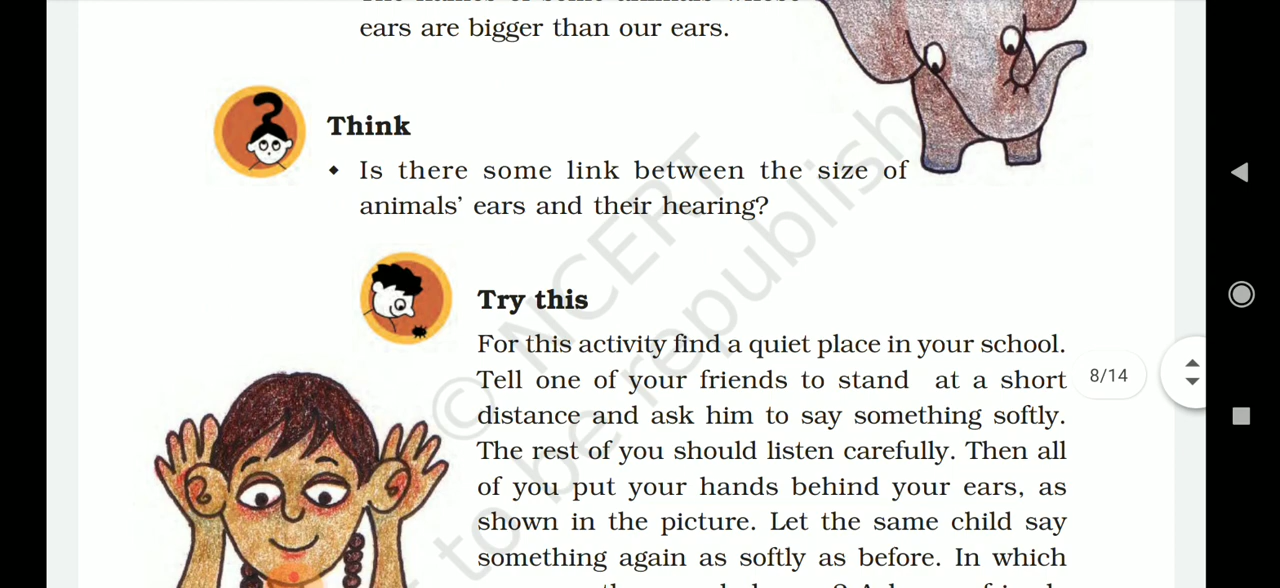 ears are bigger than our ears.
Think
♦ Is there some link between the size of
animals’ ears and their hearing?
Try this
For this activity find a quiet place in your school.
Tell one of your friends to stand at a short
8/14
distance and ask him to say something softly.
The rest of you should listen carefully. Then all
of you put your hands behind your ears, as
shown in the picture. Let the same child say
something again as softly as before. In which
© NCERT
to be republish